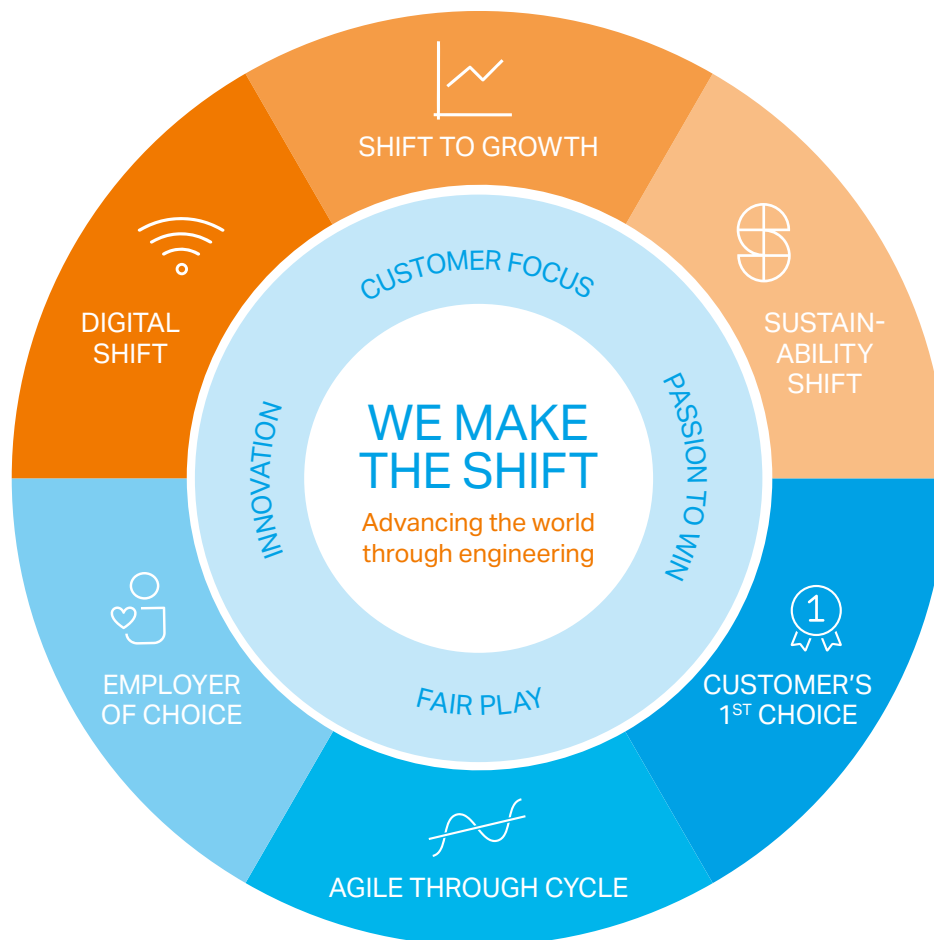 SHIFT TO GROWTH
DIGITAL
SHIFT
SUSTAIN-
ABILITY
SHIFT
CUSTOMER FOCUS
INNOVATION
PASSION TO WIN
WE MAKE
THE SHIFT
Advancing the world
through engineering
FAIR PLAY
EMPLOYER
OF CHOICE
1
CUSTOMER'S
1ST CHOICE
AGILE THROUGH CYCLE